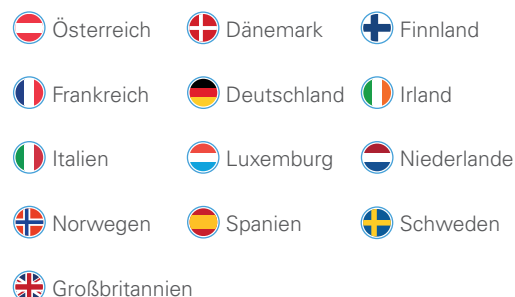 Österreich Dänemark Finnland
Frankreich Deutschland Irland
Italien Luxemburg Niederlande
Norwegen Spanien Schweden
Großbritannien